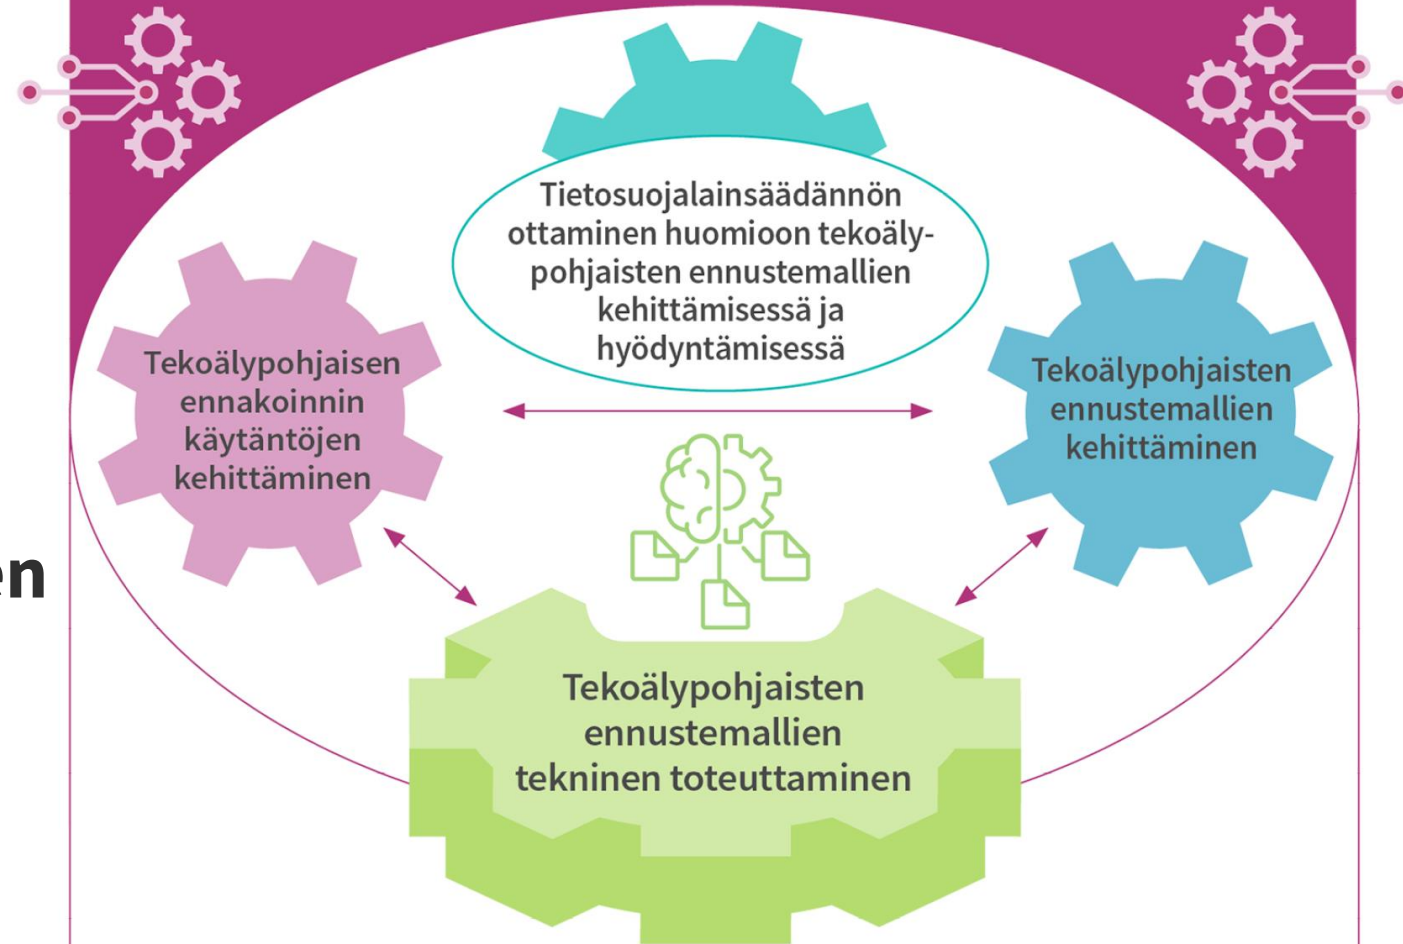 Tietosuojalainsäädännön
ottaminen huomioon tekoäly-
pohjaisten ennustemallien
kehittämisessä ja
hyödyntämisessä
Tekoälypohjaisen
ennakoinnin
käytäntöjen
kehittäminen
Tekoälypohjaisten
ennustemallien
kehittäminen
Tekoälypohjaisten
ennustemallien
tekninen toteuttaminen